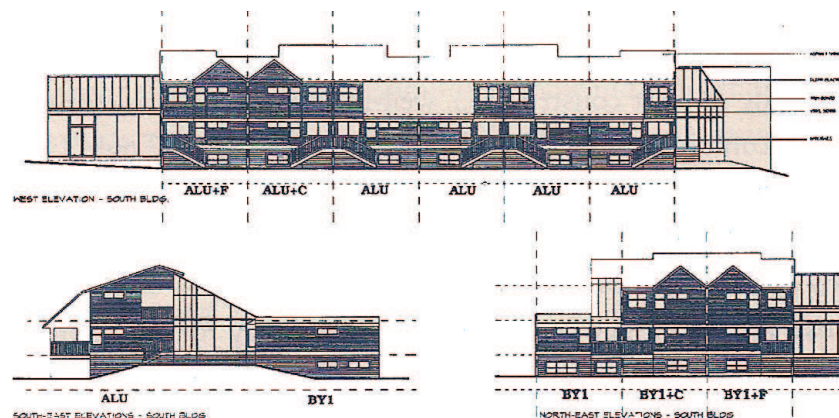 WEST ELEVATION - SOUTH BLDG.
ALU+F ALU+C ALU ALU ALU ALU
ALU BY1
SOUTH-EAST ELEVATIONS - SOUTH BLDG
BY1 BY1+C BY1+F
NORTH-EAST ELEVATIONS - SOUTH BLDG